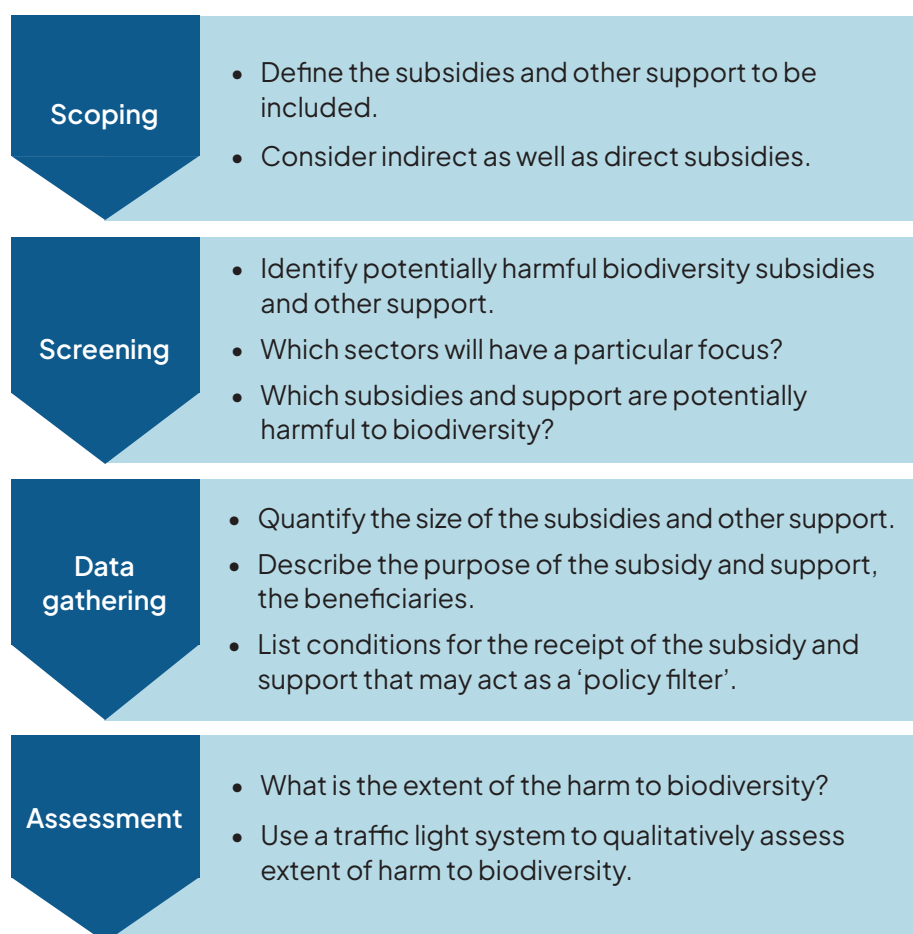 Scoping
• Define the subsidies and other support to be
included.
• Consider indirect as well as direct subsidies.
Screening
• Identify potentially harmful biodiversity subsidies
and other support.
• Which sectors will have a particular focus?
• Which subsidies and support are potentially
harmful to biodiversity?
Data
gathering
• Quantify the size of the subsidies and other support.
• Describe the purpose of the subsidy and support,
the beneficiaries.
• List conditions for the receipt of the subsidy and
support that may act as a ‘policy filter’.
Assessment
• What is the extent of the harm to biodiversity?
• Use a traffic light system to qualitatively assess
extent of harm to biodiversity.